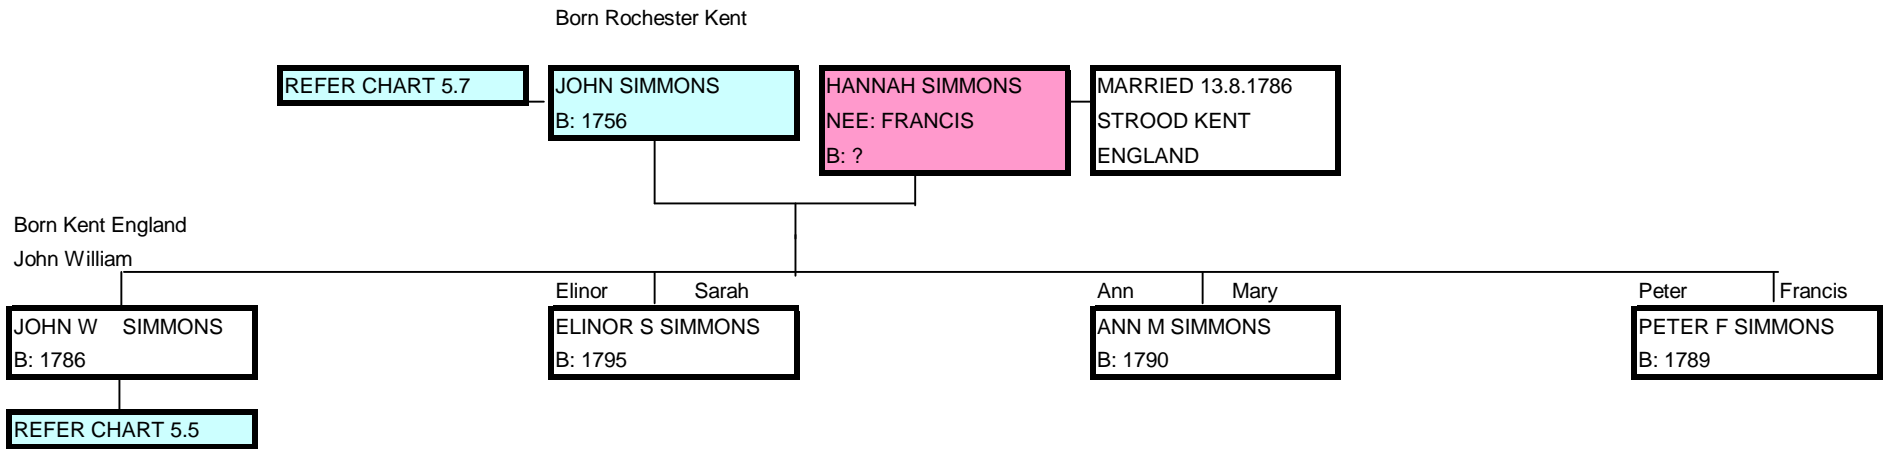 Born Rochester Kent
REFER CHART 5.7
JOHN SIMMONS
B: 1756
HANNAH SIMMONS
NEE: FRANCIS
B: ?
MARRIED 13.8.1786
STROOD KENT
ENGLAND
Born Kent England
John William
JOHN W SIMMONS
B: 1786
REFER CHART 5.5
Elinor Sarah
ELINOR S SIMMONS
B: 1795
Ann Mary
ANN M SIMMONS
B: 1790
Peter Francis
PETER F SIMMONS
B: 1789